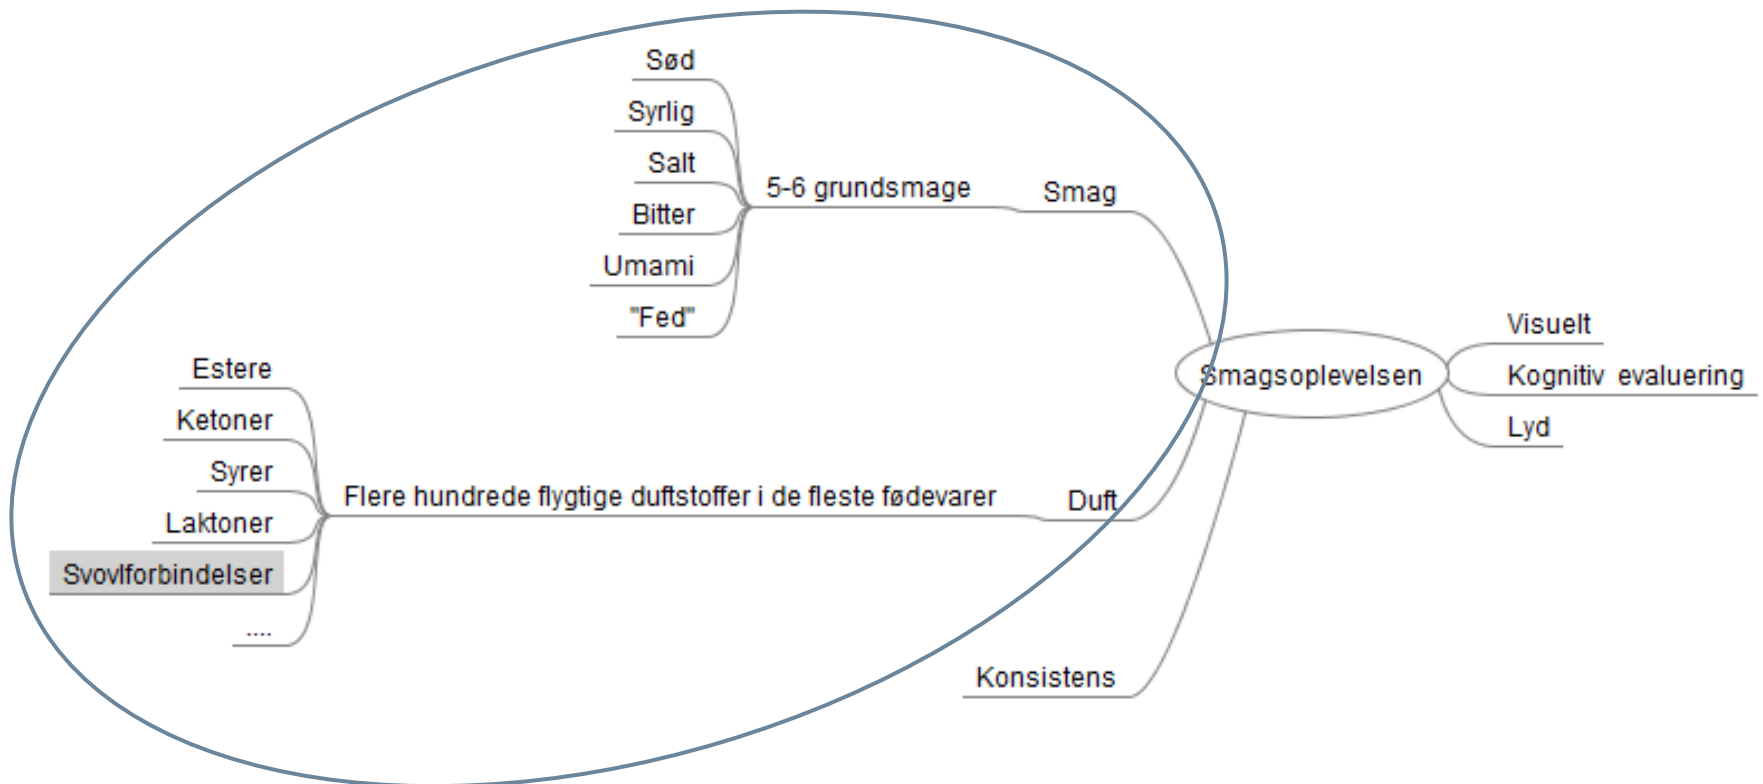 Sød
Syrlig
Salt
Bitter
Umami
"Fed"
5-6 grundsmage
Smag
Estere
Ketoner
Syrer
Laktoner
Svovlforbindelser
....
Flere hundrede flygtige duftstoffer i de fleste fødevarer
Duft
Konsistens
Smagsoplevelsen
Visuelt
Kognitiv evaluering
Lyd